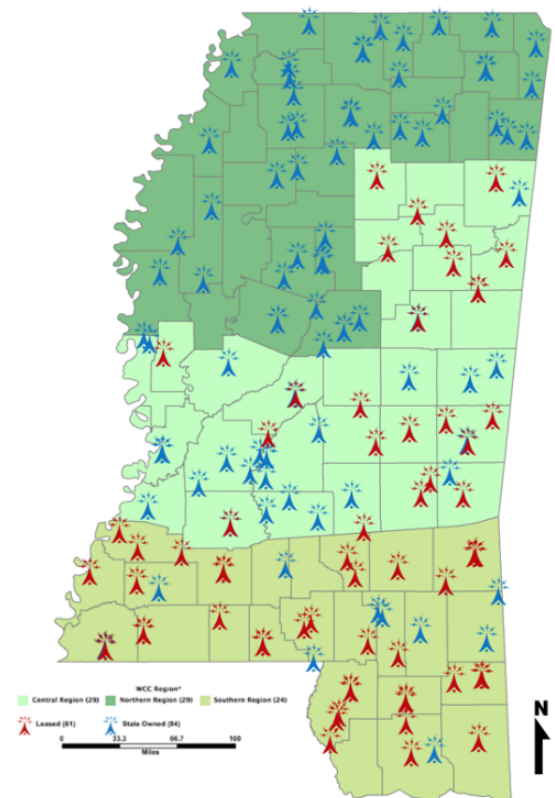 WCC Region*
Central Region (29) Northern Region (29) Southern Region (24)
Leased (61) State Owned (84)
0 33.3 66.7 100
Miles
N